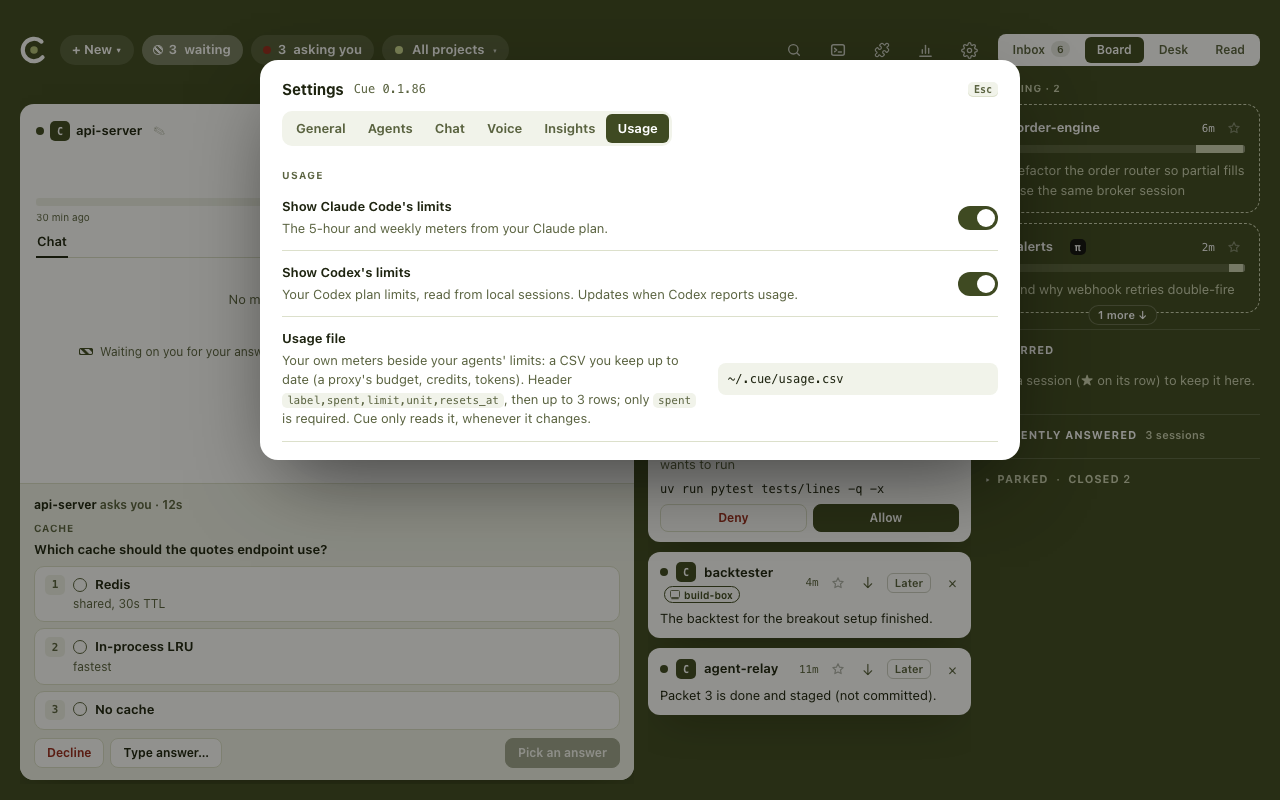 + New ▾
3 waiting
3 asking you
All projects
Inbox 6
Board
Desk
Read
Settings Cue 0.1.86
Esc
General
Agents
Chat
Voice
Insights
Usage
USAGE
Show Claude Code's limits
The 5-hour and weekly meters from your Claude plan.
Show Codex's limits
Your Codex plan limits, read from local sessions. Updates when Codex reports usage.
Usage file
Your own meters beside your agents' limits: a CSV you keep up to
date (a proxy's budget, credits, tokens). Header
label,spent,limit,unit,resets_at, then up to 3 rows; only spent
is required. Cue only reads it, whenever it changes.
~/.cue/usage.csv
C api-server
30 min ago
Chat
No m
Waiting on you for your answ
api-server asks you · 12s
CACHE
Which cache should the quotes endpoint use?
1 Redis
shared, 30s TTL
2 In-process LRU
fastest
3 No cache
Decline
Type answer...
Pick an answer
wants to run
uv run pytest tests/lines -q -x
Deny
Allow
C backtester
4m
Later
build-box
The backtest for the breakout setup finished.
C agent-relay
11m
Later
Packet 3 is done and staged (not committed).
ING · 2
order-engine
6m
efactor the order router so partial fills
se the same broker session
alerts π
2m
nd why webhook retries double-fire
1 more ↓
RRED
session (★ on its row) to keep it here.
ENTLY ANSWERED 3 sessions
PARKED · CLOSED 2